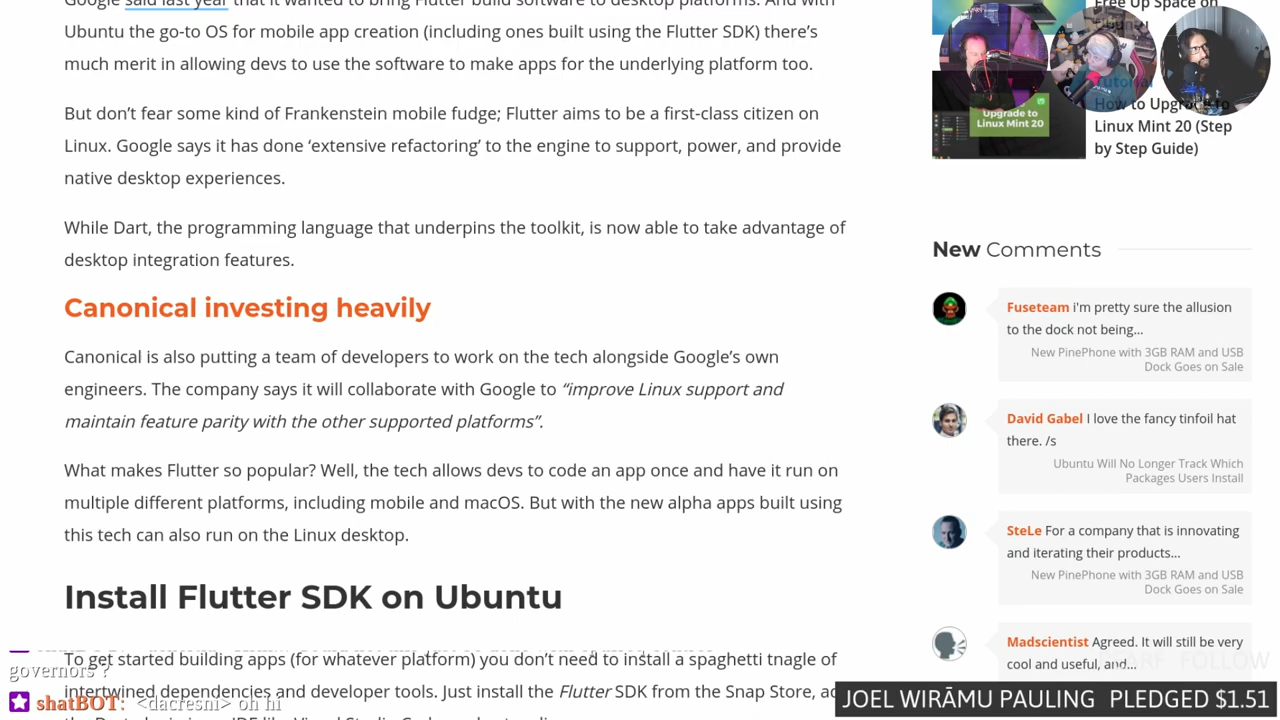 Google said last year that it wanted to bring Flutter build software to desktop platforms. And with
Ubuntu the go-to OS for mobile app creation (including ones built using the Flutter SDK) there’s
much merit in allowing devs to use the software to make apps for the underlying platform too.
But don’t fear some kind of Frankenstein mobile fudge; Flutter aims to be a first-class citizen on
Linux. Google says it has done ‘extensive refactoring’ to the engine to support, power, and provide
native desktop experiences.
While Dart, the programming language that underpins the toolkit, is now able to take advantage of
desktop integration features.
Canonical investing heavily
Canonical is also putting a team of developers to work on the tech alongside Google’s own
engineers. The company says it will collaborate with Google to “improve Linux support and
maintain feature parity with the other supported platforms”.
What makes Flutter so popular? Well, the tech allows devs to code an app once and have it run on
multiple different platforms, including mobile and macOS. But with the new alpha apps built using
this tech can also run on the Linux desktop.
Install Flutter SDK on Ubuntu
To get started building apps (for whatever platform) you don’t need to install a spaghetti tnagle of
governors ?
intertwined dependencies and developer tools. Just install the Flutter SDK from the Snap Store,
shatBOT: <dacresni> oh hi
Free Up Space on
Tutorial
How to Upgrade to
Linux Mint 20 (Step
by Step Guide)
Upgrade to
Linux Mint 20
New Comments
Fuseteam i'm pretty sure the allusion
to the dock not being...
New PinePhone with 3GB RAM and USB
Dock Goes on Sale
David Gabel I love the fancy tinfoil hat
there. /s
Ubuntu Will No Longer Track Which
Packages Users Install
SteLe For a company that is innovating
and iterating their products...
New PinePhone with 3GB RAM and USB
Dock Goes on Sale
Madscientist Agreed. It will still be very
cool and useful, and...
FOLLOW
JOEL WIRĀMU PAULING PLEDGED $1.51